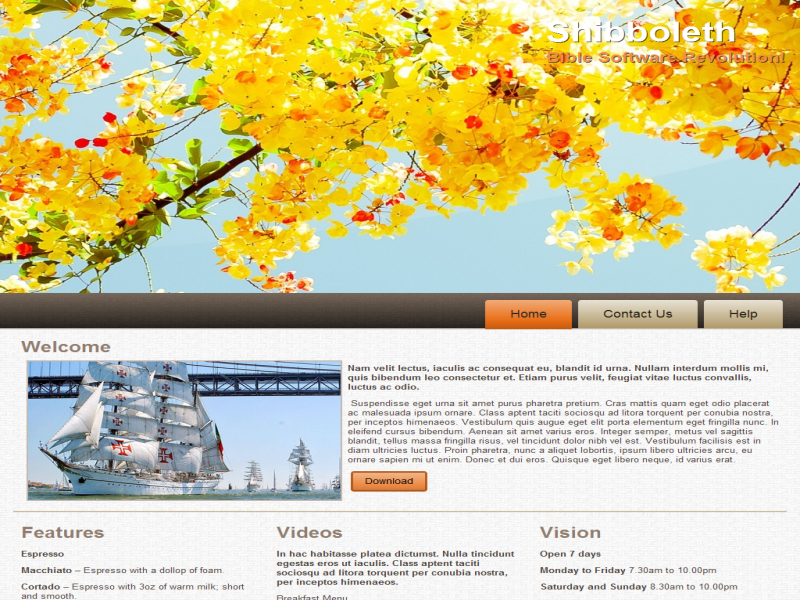 Shibboleth
Bible Software Revolution!
Home
Contact Us
Help
Welcome
Nam velit lectus, iaculis ac consequat eu, blandit id urna. Nullam interdum mollis mi,
quis bibendum leo consectetur et. Etiam purus velit, feugiat vitae luctus convallis,
luctus ac odio.
Suspendisse eget urna sit amet purus pharetra pretium. Cras mattis quam eget odio placerat
ac malesuada ipsum ornare. Class aptent taciti sociosqu ad litora torquent per conubia nostra,
per inceptos himenaeos. Vestibulum quis augue eget elit porta elementum eget fringilla nunc. In
eleifend cursus bibendum. Aenean sit amet varius eros. Integer semper, metus vel sagittis
blandit, tellus massa fringilla risus, vel tincidunt dolor nibh vel est. Vestibulum facilisis est in
diam ultricies luctus. Proin pharetra, nunc a aliquet lobortis, ipsum libero ultricies arcu, eu
ornare sapien mi ut enim. Donec et dui eros. Quisque eget libero neque, id varius erat.
Download
Features
Espresso
Macchiato – Espresso with a dollop of foam.
Cortado – Espresso with 3oz of warm milk; short
and smooth.
Videos
In hac habitasse platea dictumst. Nulla tincidunt
egestas eros ut iaculis. Class aptent taciti
sociosqu ad litora torquent per conubia nostra,
per inceptos himenaeos.
Breakfast Menu
Vision
Open 7 days
Monday to Friday 7.30am to 10.00pm
Saturday and Sunday 8.30am to 10.00pm